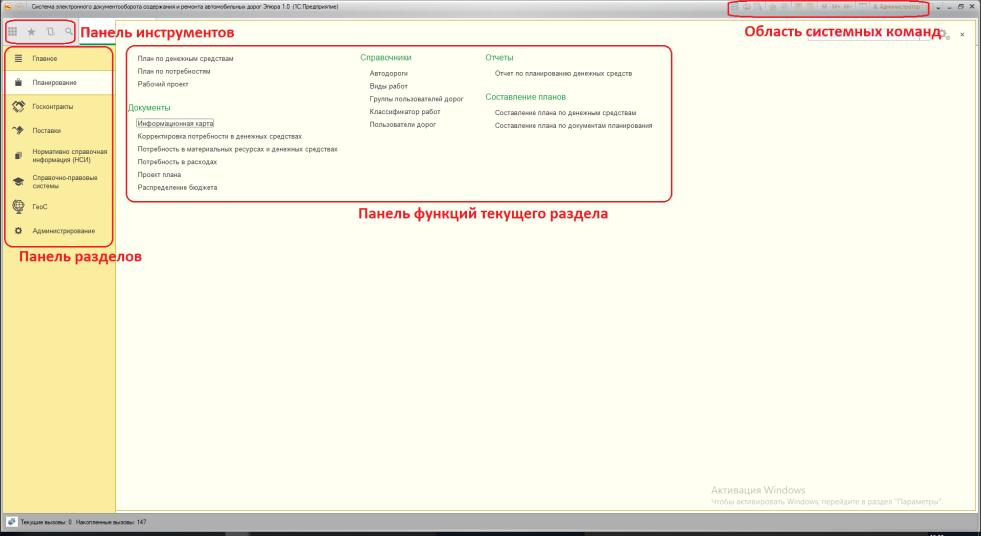 Система электронного документооборота содержания и ремонта автомобильных дорог Эпюра 1.0 (1С:Предприятие)
M M+ M-
Администратор
Панель инструментов
Область системных команд
Главное
Планирование
Госконтракты
Поставки
Нормативно справочная
информация (НСИ)
Справочно-правовые
системы
ГеоС
Администрирование
Панель разделов
План по денежным средствам
План по потребностям
Рабочий проект
Документы
Информационная карта
Корректировка потребности в денежных средствах
Потребность в материальных ресурсах и денежных средствах
Потребность в расходах
Проект плана
Распределение бюджета
Справочники
Автодороги
Виды работ
Группы пользователей дорог
Классификатор работ
Пользователи дорог
Отчеты
Отчет по планированию денежных средств
Составление планов
Составление плана по денежным средствам
Составление плана по документам планирования
Панель функций текущего раздела
Активация Windows
Чтобы активировать Windows, перейдите в раздел "Параметры".
Текущие вызовы: 0 Накопленные вызовы: 147